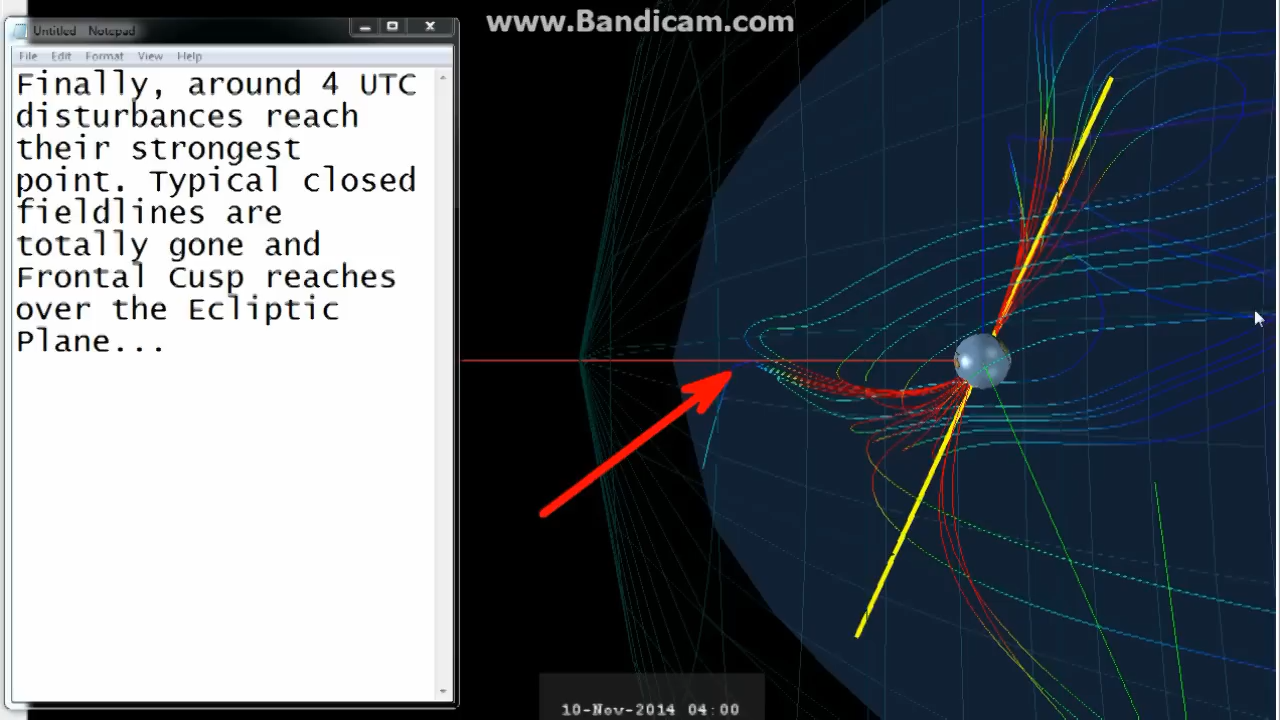 www.Bandicam.com
Untitled Notepad
File Edit Format View Help
Finally, around 4 UTC
disturbances reach
their strongest
point. Typical closed
fieldlines are
totally gone and
Frontal Cusp reaches
over the Ecliptic
Plane...
10-Nov-2014 04:00